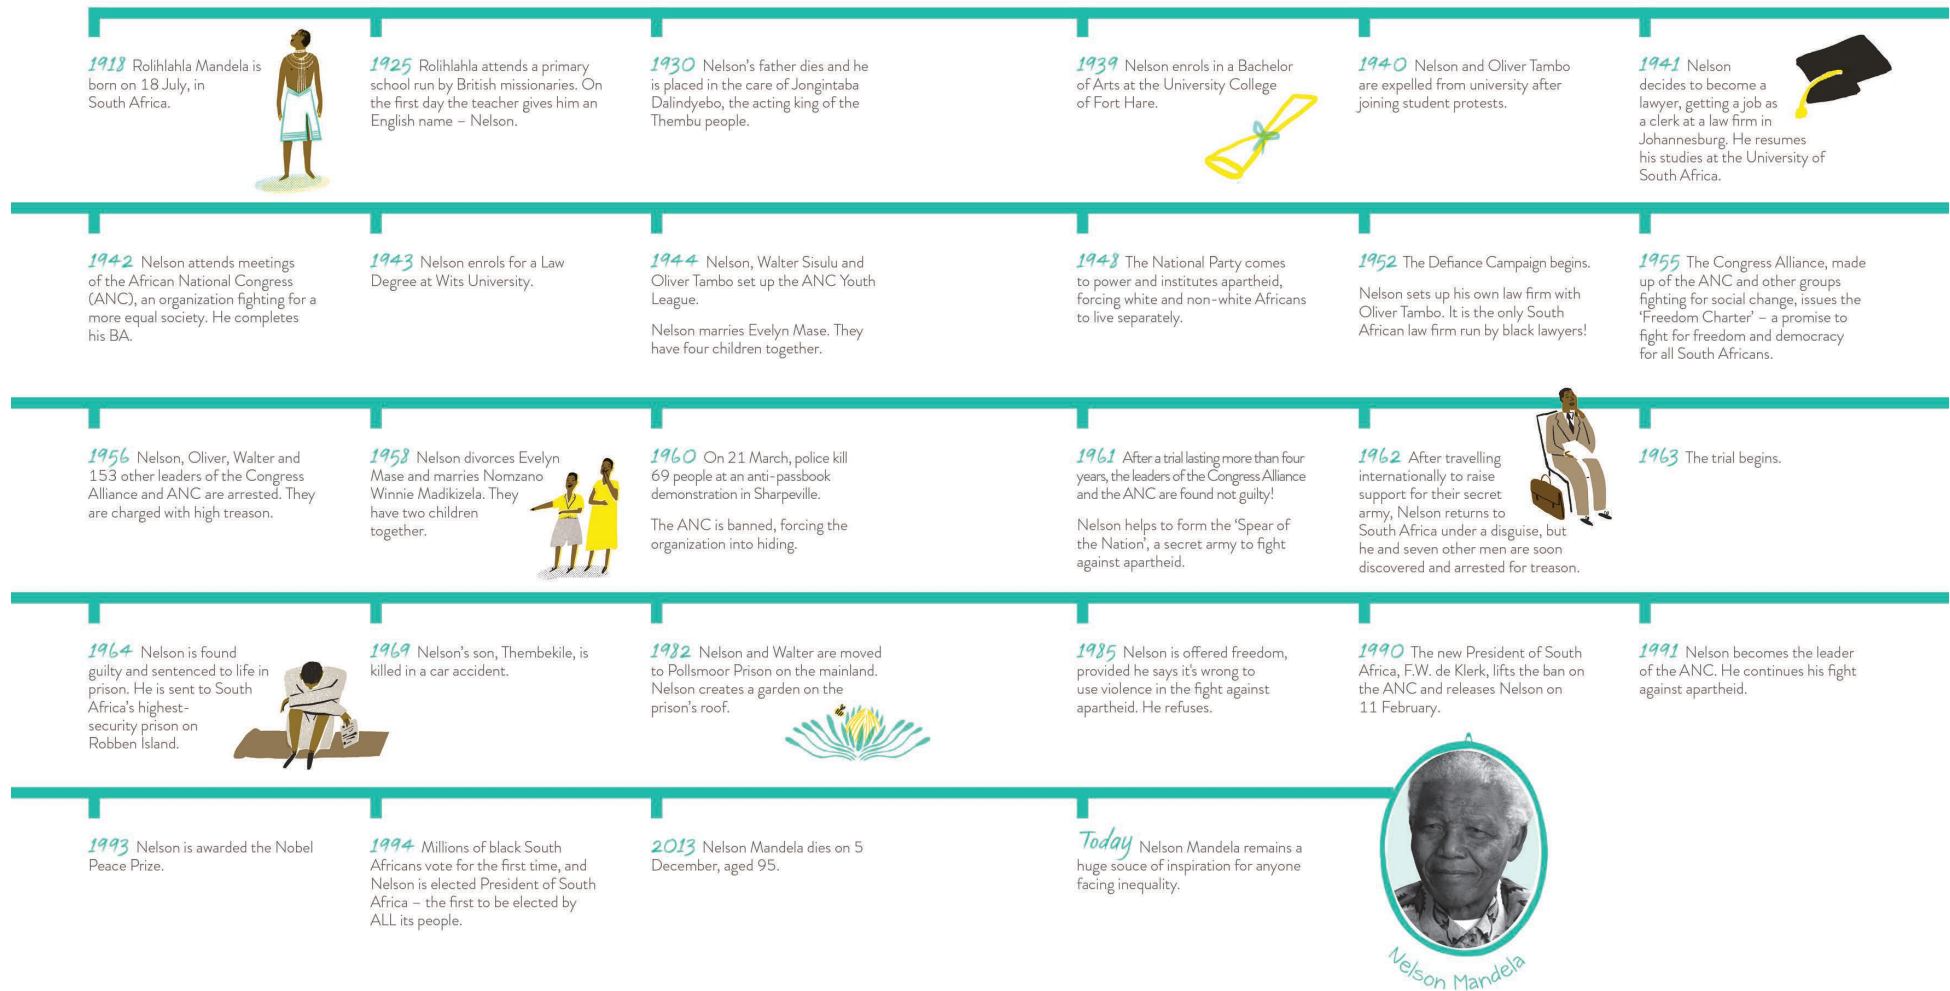 1918 Rolihlahla Mandela is
born on 18 July, in
South Africa.
1925 Rolihlahla attends a primary
school run by British missionaries. On
the first day the teacher gives him an
English name – Nelson.
1930 Nelson's father dies and he
is placed in the care of Jongintaba
Dalindyebo, the acting king of the
Thembu people.
1939 Nelson enrols in a Bachelor
of Arts at the University College
of Fort Hare.
1940 Nelson and Oliver Tambo
are expelled from university after
joining student protests.
1941 Nelson
decides to become a
lawyer, getting a job as
a clerk at a law firm in
Johannesburg. He resumes
his studies at the University of
South Africa.
1942 Nelson attends meetings
of the African National Congress
(ANC), an organization fighting for a
more equal society. He completes
his BA.
1943 Nelson enrols for a Law
Degree at Wits University.
1944 Nelson, Walter Sisulu and
Oliver Tambo set up the ANC Youth
League.
Nelson marries Evelyn Mase. They
have four children together.
1948 The National Party comes
to power and institutes apartheid,
forcing white and non-white Africans
to live separately.
1952 The Defiance Campaign begins.
Nelson sets up his own law firm with
Oliver Tambo. It is the only South
African law firm run by black lawyers!
1955 The Congress Alliance, made
up of the ANC and other groups
fighting for social change, issues the
'Freedom Charter' – a promise to
fight for freedom and democracy
for all South Africans.
1956 Nelson, Oliver, Walter and
153 other leaders of the Congress
Alliance and ANC are arrested. They
are charged with high treason.
1958 Nelson divorces Evelyn
Mase and marries Nomzano
Winnie Madikizela. They
have two children
together.
1960 On 21 March, police kill
69 people at an anti-passbook
demonstration in Sharpeville.
The ANC is banned, forcing the
organization into hiding.
1961 After a trial lasting more than four
years, the leaders of the Congress Alliance
and the ANC are found not guilty!
Nelson helps to form the 'Spear of
the Nation', a secret army to fight
against apartheid.
1962 After travelling
internationally to raise
support for their secret
army, Nelson returns to
South Africa under a disguise, but
he and seven other men are soon
discovered and arrested for treason.
1963 The trial begins.
1964 Nelson is found
guilty and sentenced to life in
prison. He is sent to South
Africa's highest-
security prison on
Robben Island.
1969 Nelson's son, Thembekile, is
killed in a car accident.
1982 Nelson and Walter are moved
to Pollsmoor Prison on the mainland.
Nelson creates a garden on the
prison's roof.
1985 Nelson is offered freedom,
provided he says it's wrong to
use violence in the fight against
apartheid. He refuses.
1990 The new President of South
Africa, F.W. de Klerk, lifts the ban on
the ANC and releases Nelson on
11 February.
1991 Nelson becomes the leader
of the ANC. He continues his fight
against apartheid.
1993 Nelson is awarded the Nobel
Peace Prize.
1994 Millions of black South
Africans vote for the first time, and
Nelson is elected President of South
Africa – the first to be elected by
ALL its people.
2013 Nelson Mandela dies on 5
December, aged 95.
Today Nelson Mandela remains a
huge souce of inspiration for anyone
facing inequality.
Nelson Mandela